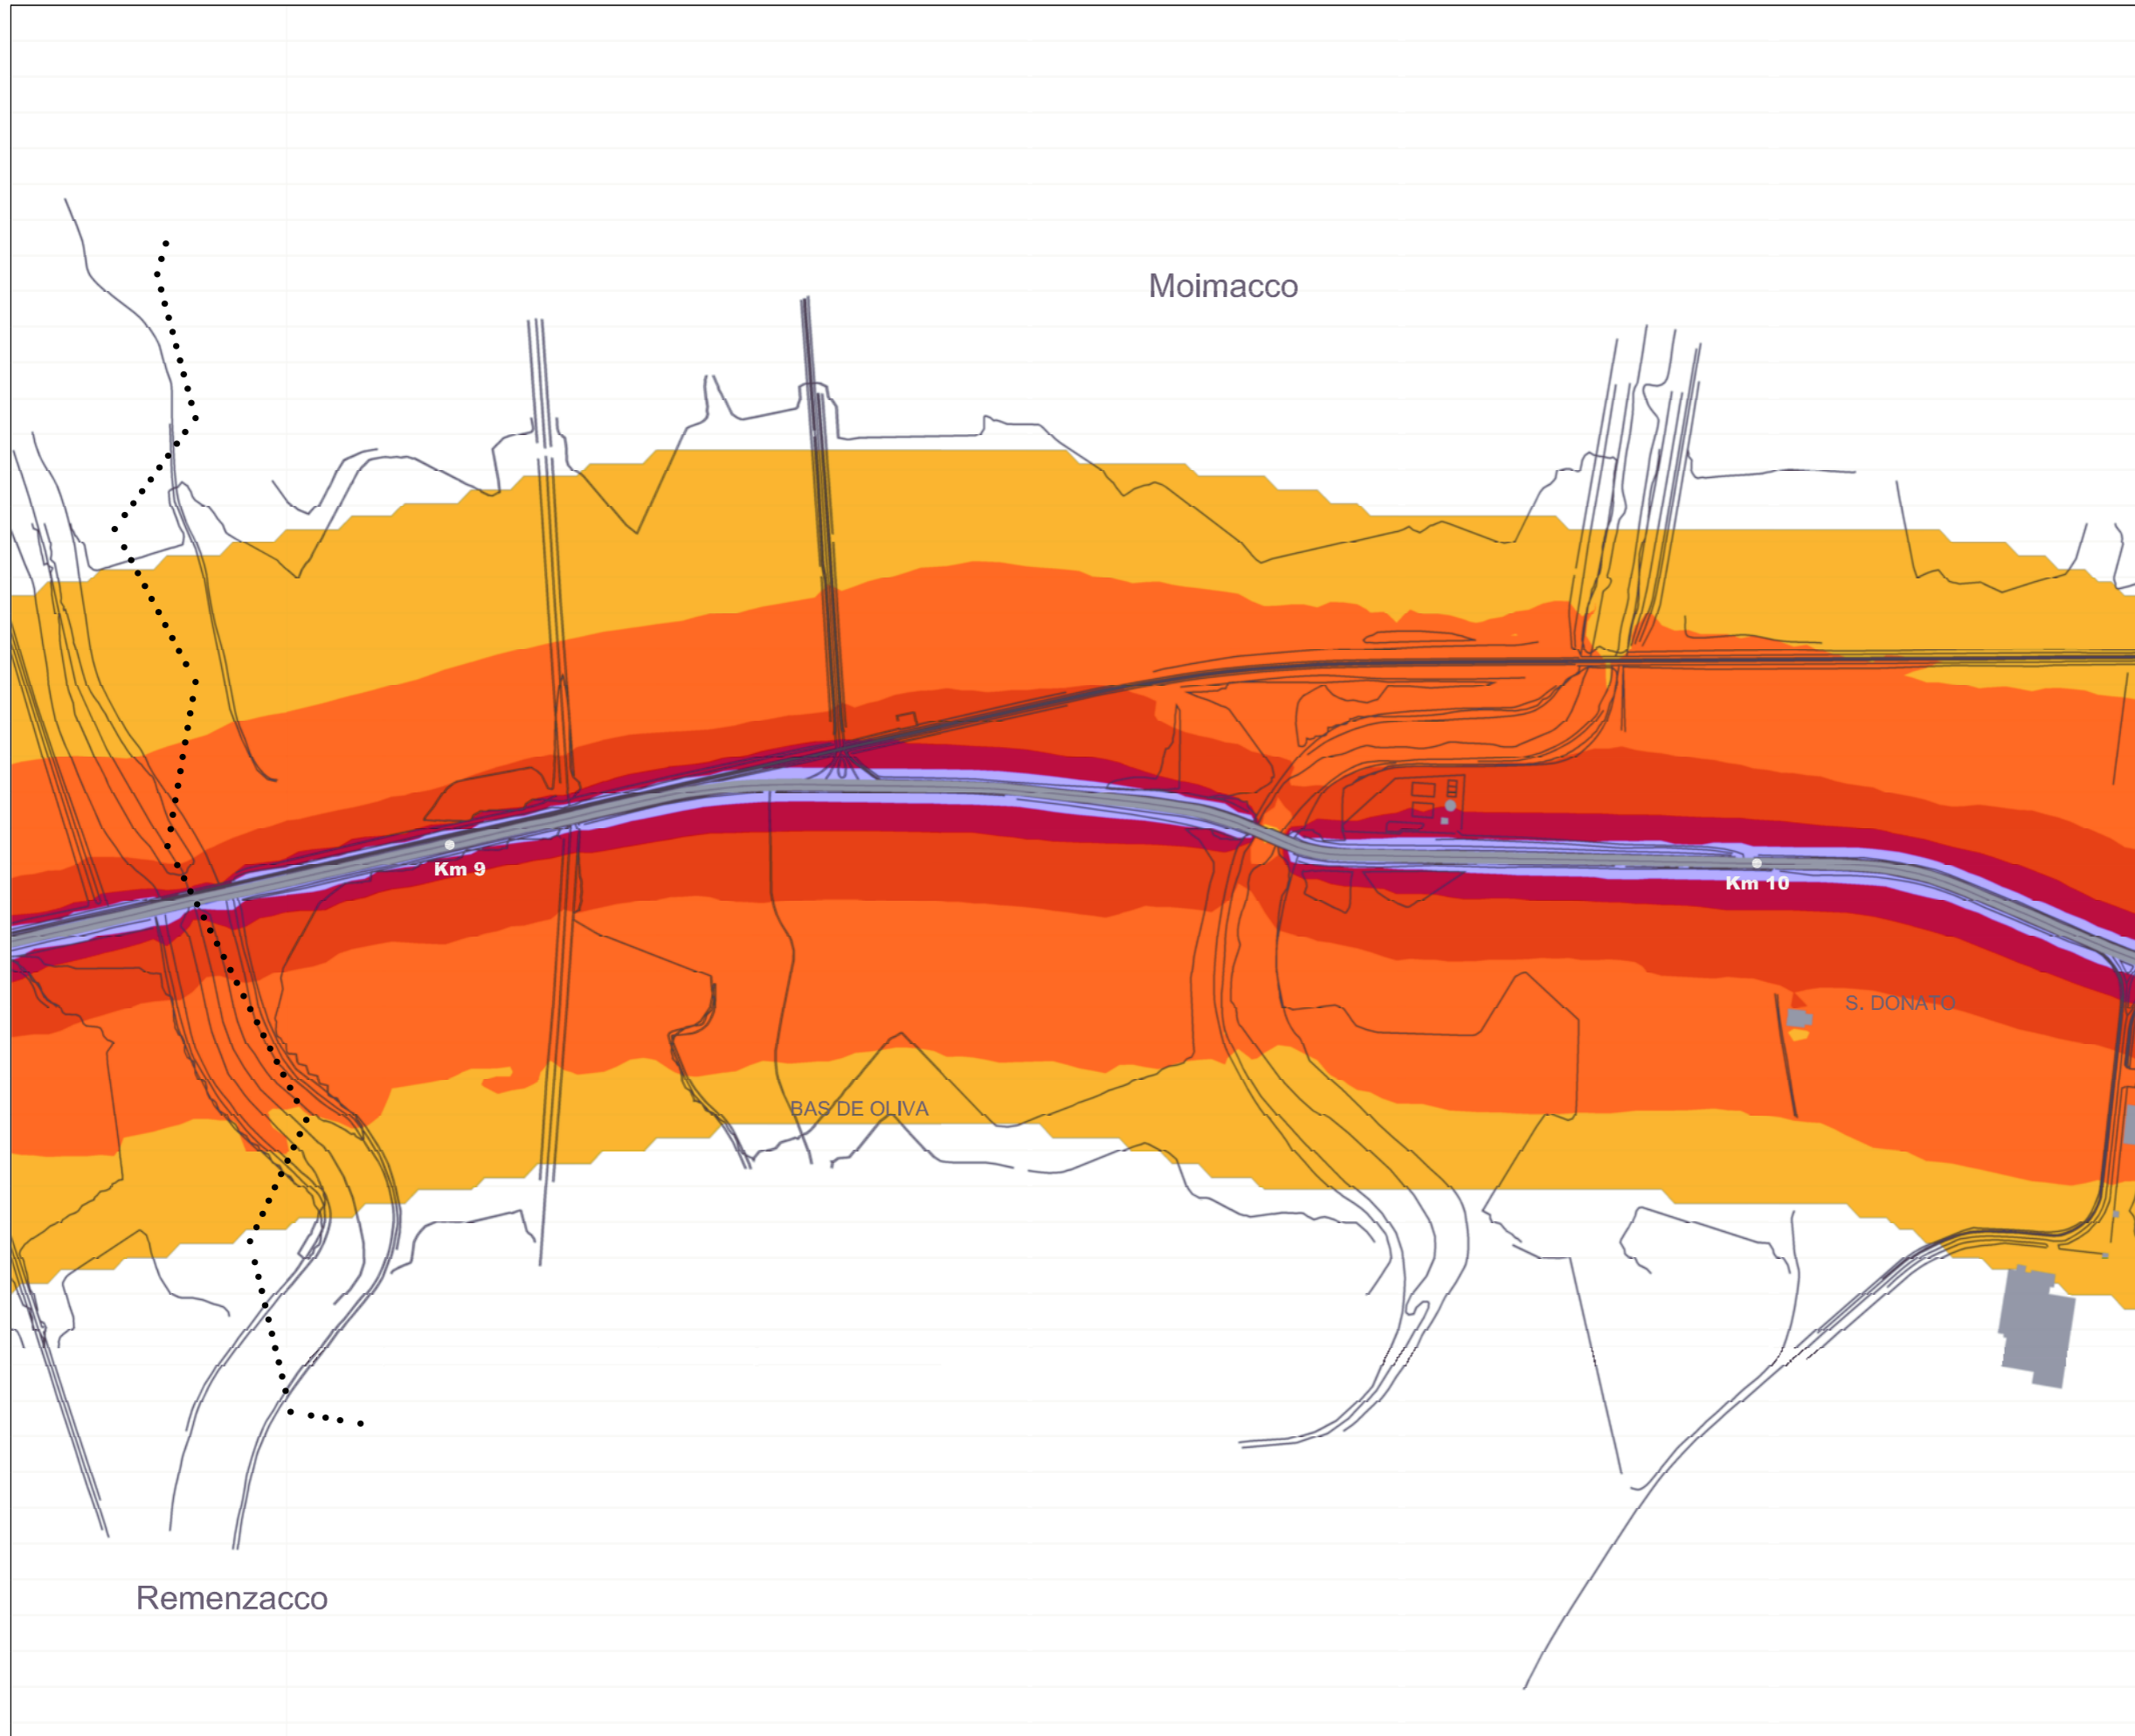 Moimacco
Km 9
Km 10
S. DONATO
BAS DE OLIVA
Remenzacco